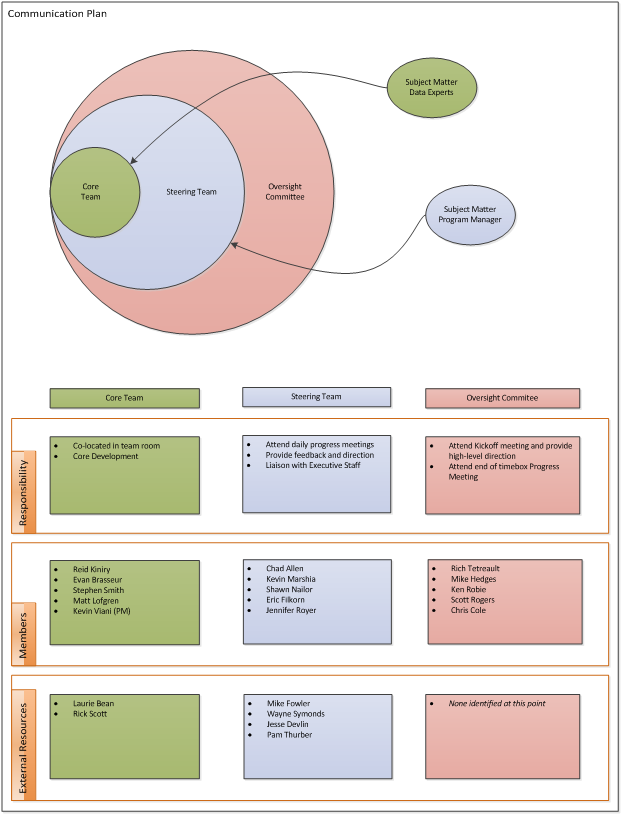 Communication Plan
Subject Matter
Data Experts
Core
Team
Steering Team
Oversight
Committee
Subject Matter
Program Manager
Core Team
Steering Team
Oversight Commitee
Responsibility
• Co-located in team room
• Core Development
• Attend daily progress meetings
• Provide feedback and direction
• Liaison with Executive Staff
• Attend Kickoff meeting and provide
high-level direction
• Attend end of timebox Progress
Meeting
Members
• Reid Kiniry
• Evan Brasseur
• Stephen Smith
• Matt Lofgren
• Kevin Viani (PM)
• Chad Allen
• Kevin Marshia
• Shawn Nailor
• Eric Filkorn
• Jennifer Royer
• Rich Tetreault
• Mike Hedges
• Ken Robie
• Scott Rogers
• Chris Cole
External Resources
• Laurie Bean
• Rick Scott
• Mike Fowler
• Wayne Symonds
• Jesse Devlin
• Pam Thurber
• None identified at this point